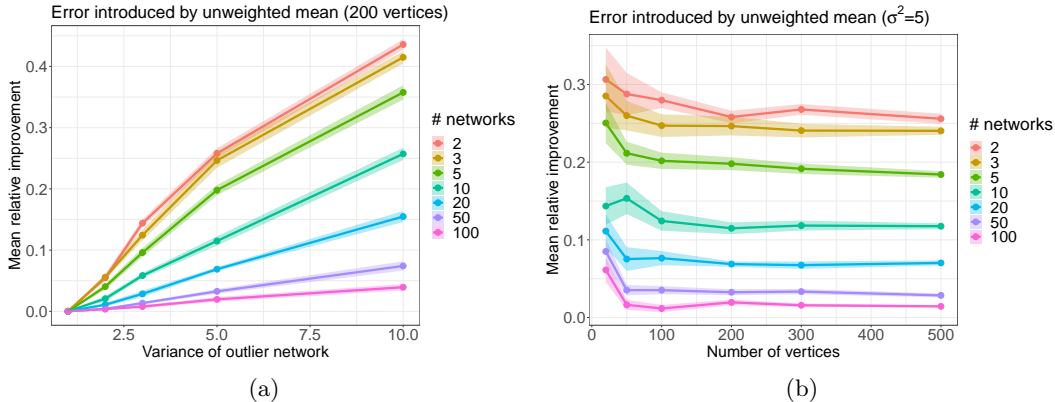 Error introduced by unweighted mean (200 vertices)
Mean relative improvement
0.4
0.3
0.2
0.1
0.0
2.5 5.0 7.5 10.0
Variance of outlier network
# networks
2
3
5
10
20
50
100
(a)
Error introduced by unweighted mean (σ²=5)
Mean relative improvement
0.3
0.2
0.1
0.0
0 100 200 300 400 500
Number of vertices
# networks
2
3
5
10
20
50
100
(b)